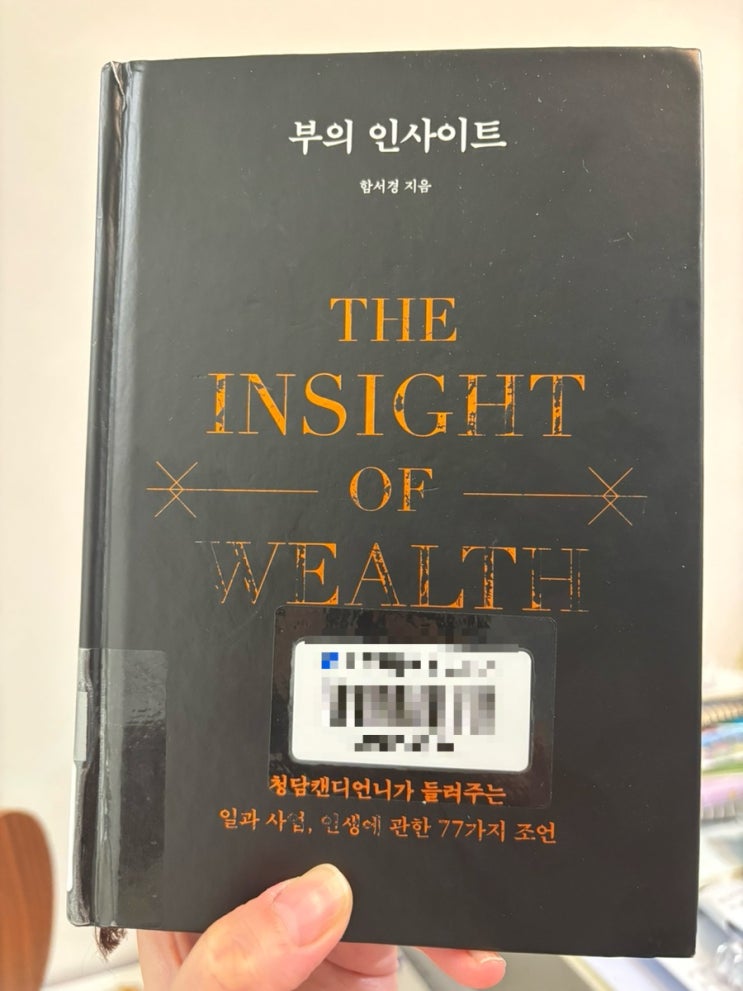 부의 인사이트
함서경 지음
THE
INSIGHT
OF
WEALTH
청담캔디언니가 들려주는
일과 사업, 인생에 관한 77가지 조언